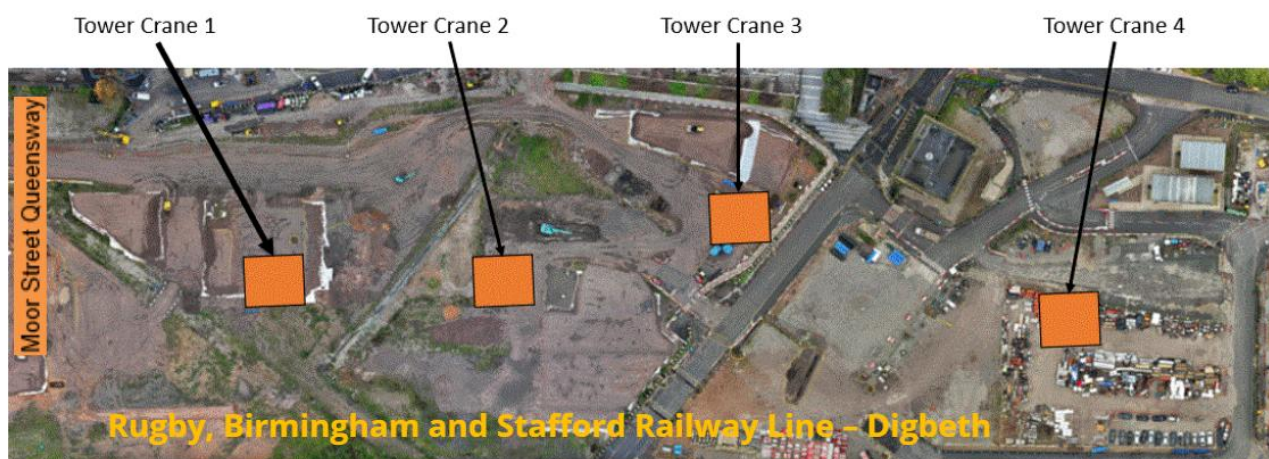 Tower Crane 1
Tower Crane 2
Tower Crane 3
Tower Crane 4
Moor Street Queensway
Rugby, Birmingham and Stafford Railway Line – Digbeth